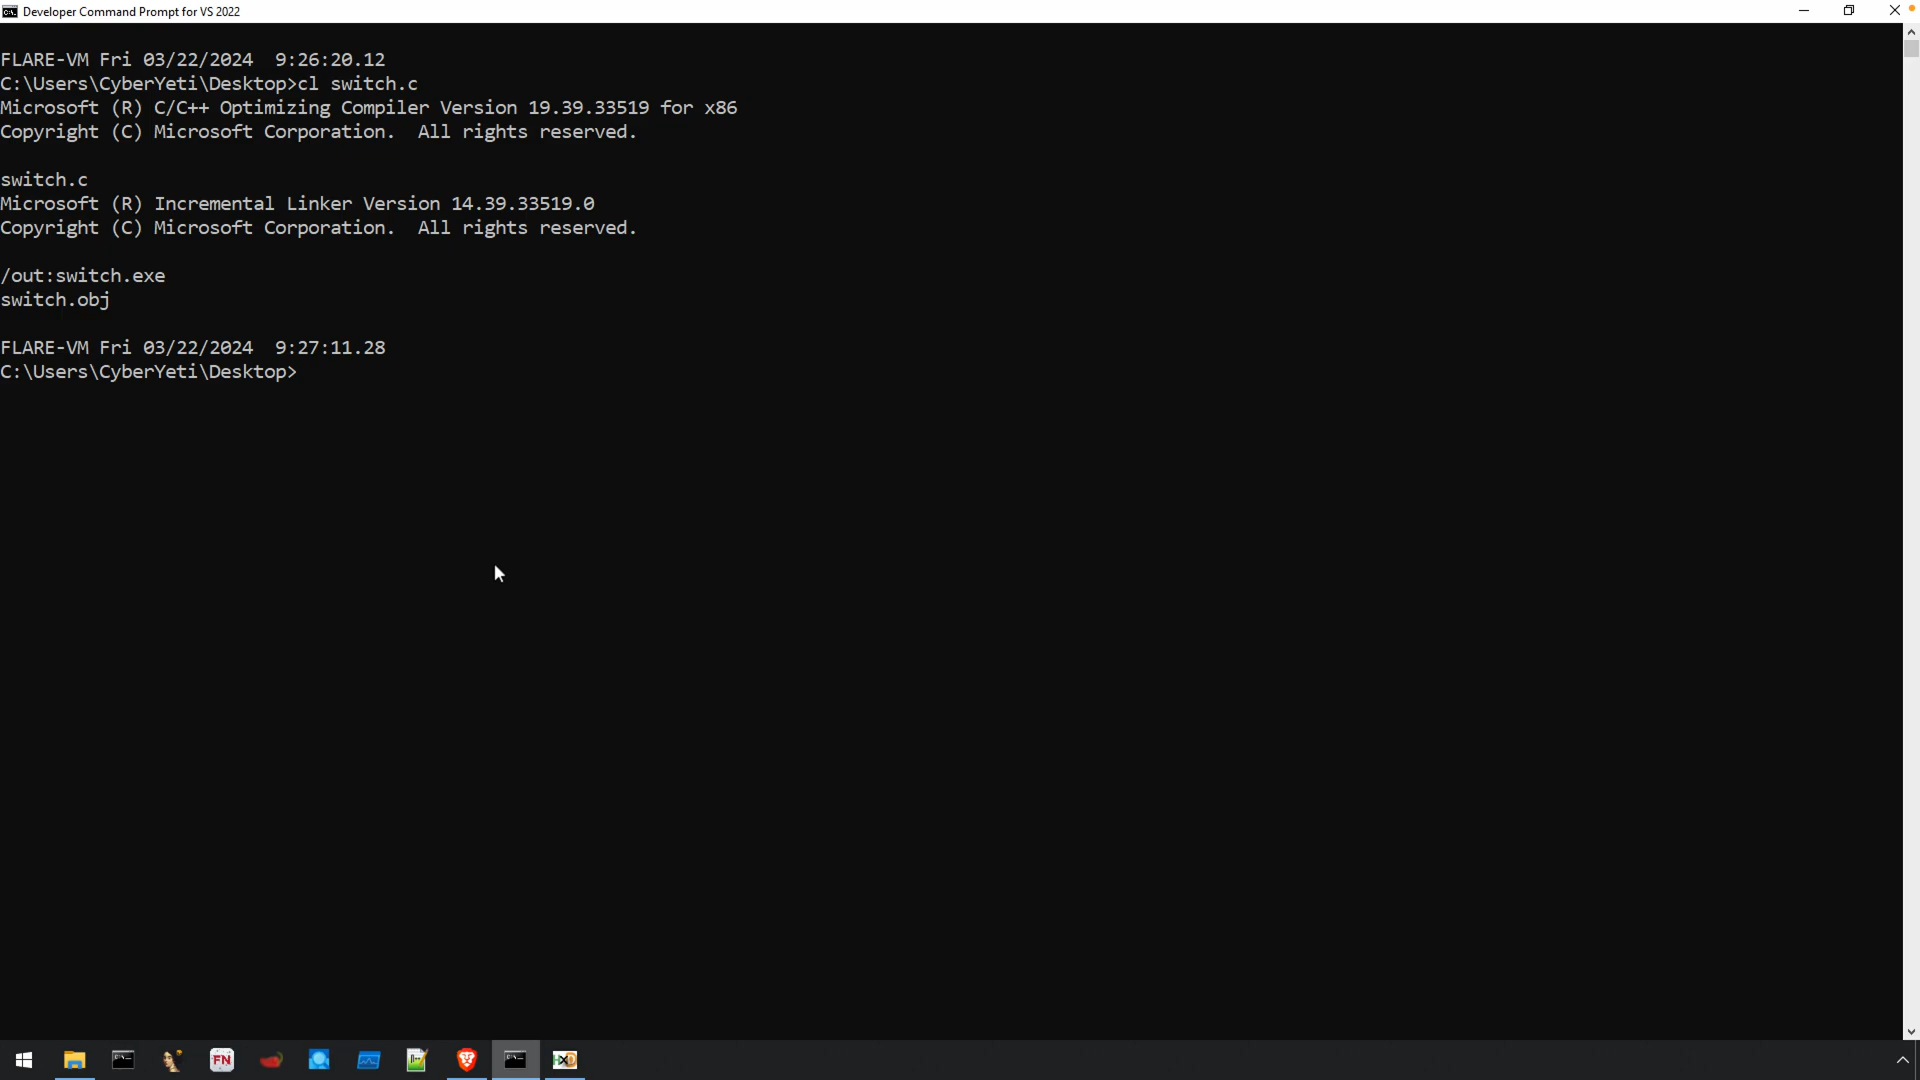 Developer Command Prompt for VS 2022
FLARE-VM Fri 03/22/2024  9:26:20.12
C:\Users\CyberYeti\Desktop>cl switch.c
Microsoft (R) C/C++ Optimizing Compiler Version 19.39.33519 for x86
Copyright (C) Microsoft Corporation.  All rights reserved.
switch.c
Microsoft (R) Incremental Linker Version 14.39.33519.0
Copyright (C) Microsoft Corporation.  All rights reserved.
/out:switch.exe
switch.obj
FLARE-VM Fri 03/22/2024  9:27:11.28
C:\Users\CyberYeti\Desktop>
FN